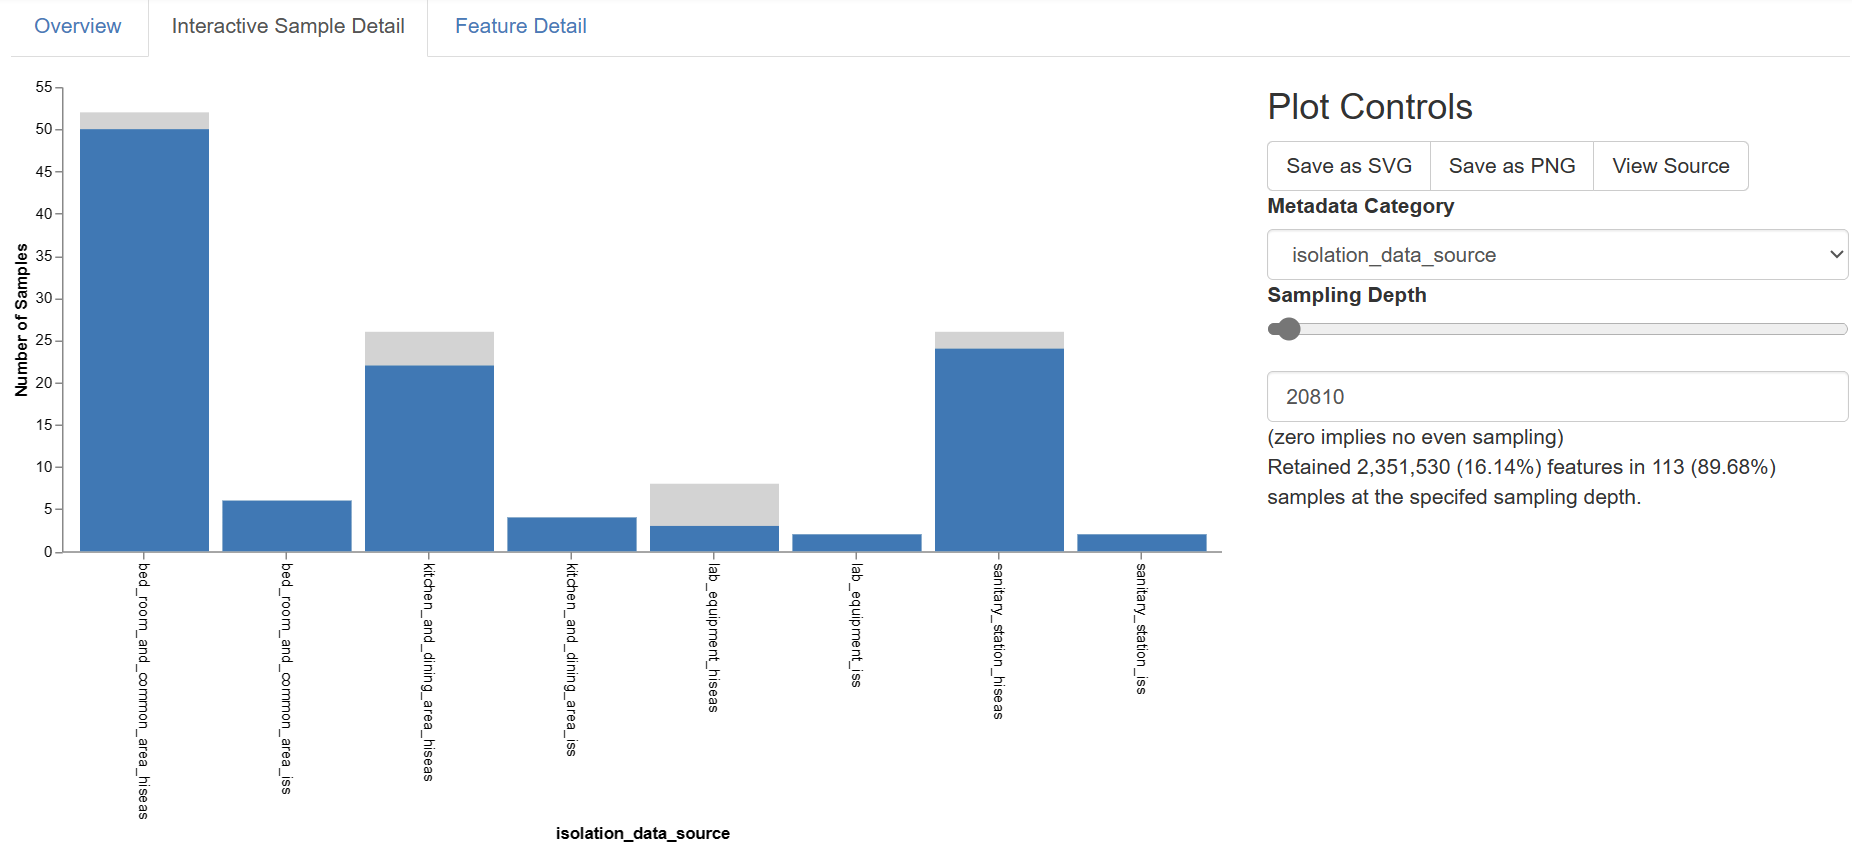 Overview
Interactive Sample Detail
Feature Detail
55
50
45
40
35
30
25
20
15
10
5
0
Number of Samples
bed_room_and_common_area_hiseas
bed_room_and_common_area_iss
kitchen_and_dining_area_hiseas
kitchen_and_dining_area_iss
lab_equipment_hiseas
lab_equipment_iss
sanitary_station_hiseas
sanitary_station_iss
isolation_data_source
Plot Controls
Save as SVG
Save as PNG
View Source
Metadata Category
isolation_data_source
Sampling Depth
20810
(zero implies no even sampling)
Retained 2,351,530 (16.14%) features in 113 (89.68%)
samples at the specifed sampling depth.